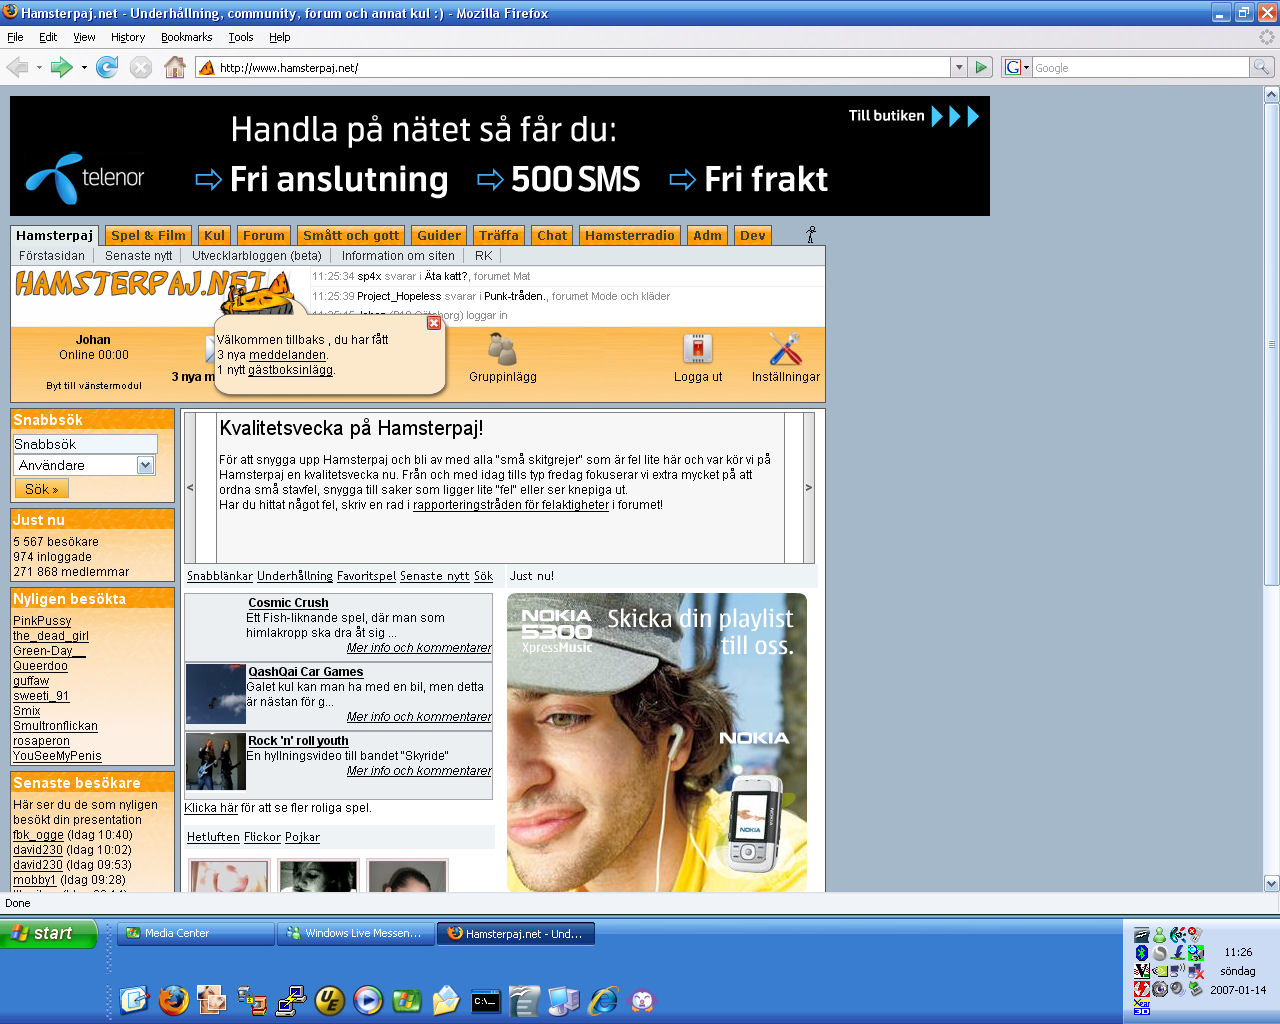 Hamsterpaj.net - Underhållning, community, forum och annat kul :) - Mozilla Firefox
File Edit View History Bookmarks Tools Help
http://www.hamsterpaj.net/
G Google
Till butiken
Handla på nätet så får du:
telenor
Fri anslutning 500 SMS Fri frakt
Hamsterpaj Spel & Film Kul Forum Smått och gott Guider Träffa Chat Hamsterradio Adm Dev
Förstasidan Senaste nytt Utvecklarbloggen (beta) Information om siten RK
HAMSTERPAJ.NET
11:25:34 sp4x svarar i Äta katt?, forumet Mat
11:25:39 Project_Hopeless svarar i Punk-tråden., forumet Mode och kläder
loggar in
Johan
Online 00:00
Byt till vänstermodul
3 nya m
Välkommen tillbaks , du har fått
3 nya meddelanden.
1 nytt gästboksinlägg.
Gruppinlägg
Logga ut
Inställningar
Snabbsök
Snabbsök
Användare
Sök »
Just nu
5 567 besökare
974 inloggade
271 868 medlemmar
Nyligen besökta
PinkPussy
the_dead_girl
Green-Day__
Queerdoo
guffaw
sweeti_91
Smix
Smultronflickan
rosaperon
YouSeeMyPenis
Senaste besökare
Här ser du de som nyligen
besökt din presentation
fbk_ogge (Idag 10:40)
david230 (Idag 10:02)
david230 (Idag 09:53)
mobby1 (Idag 09:28)
<
Kvalitetsvecka på Hamsterpaj!
För att snygga upp Hamsterpaj och bli av med alla "små skitgrejer" som är fel lite här och var kör vi på
Hamsterpaj en kvalitetsvecka nu. Från och med idag tills typ fredag fokuserar vi extra mycket på att
ordna små stavfel, snygga till saker som ligger lite "fel" eller ser knepiga ut.
Har du hittat något fel, skriv en rad i rapporteringstråden för felaktigheter i forumet!
>
Snabblänkar Underhållning Favoritspel Senaste nytt Sök
Cosmic Crush
Ett Fish-liknande spel, där man som
himlakropp ska dra åt sig ...
Mer info och kommentarer
QashQai Car Games
Galet kul kan man ha med en bil, men detta
är nästan för g...
Mer info och kommentarer
Rock 'n' roll youth
En hyllningsvideo till bandet "Skyride"
Mer info och kommentarer
Klicka här för att se fler roliga spel.
Hetluften Flickor Pojkar
Just nu!
NOKIA
5300
XpressMusic
Skicka din playlist
till oss.
NOKIA
NOKIA
Done
start
Media Center
Windows Live Messen...
Hamsterpaj.net - Und...
C:\_
UE
11:26
söndag
2007-01-14
Xear
3D